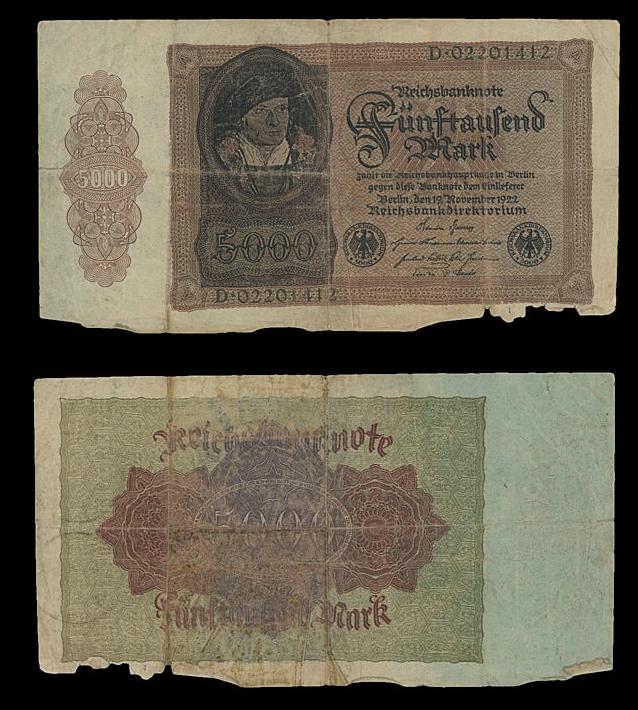 D·02201412
Reichsbanknote
Fünftausend
Mark
zahlt die Reichsbankhauptkasse in Berlin
gegen diese Banknote dem Einlieferer
Berlin, den 19. November 1922
Reichsbankdirektorium
5000
5000
D·02201412
Reichsbanknote
5000
Fünftausend Mark